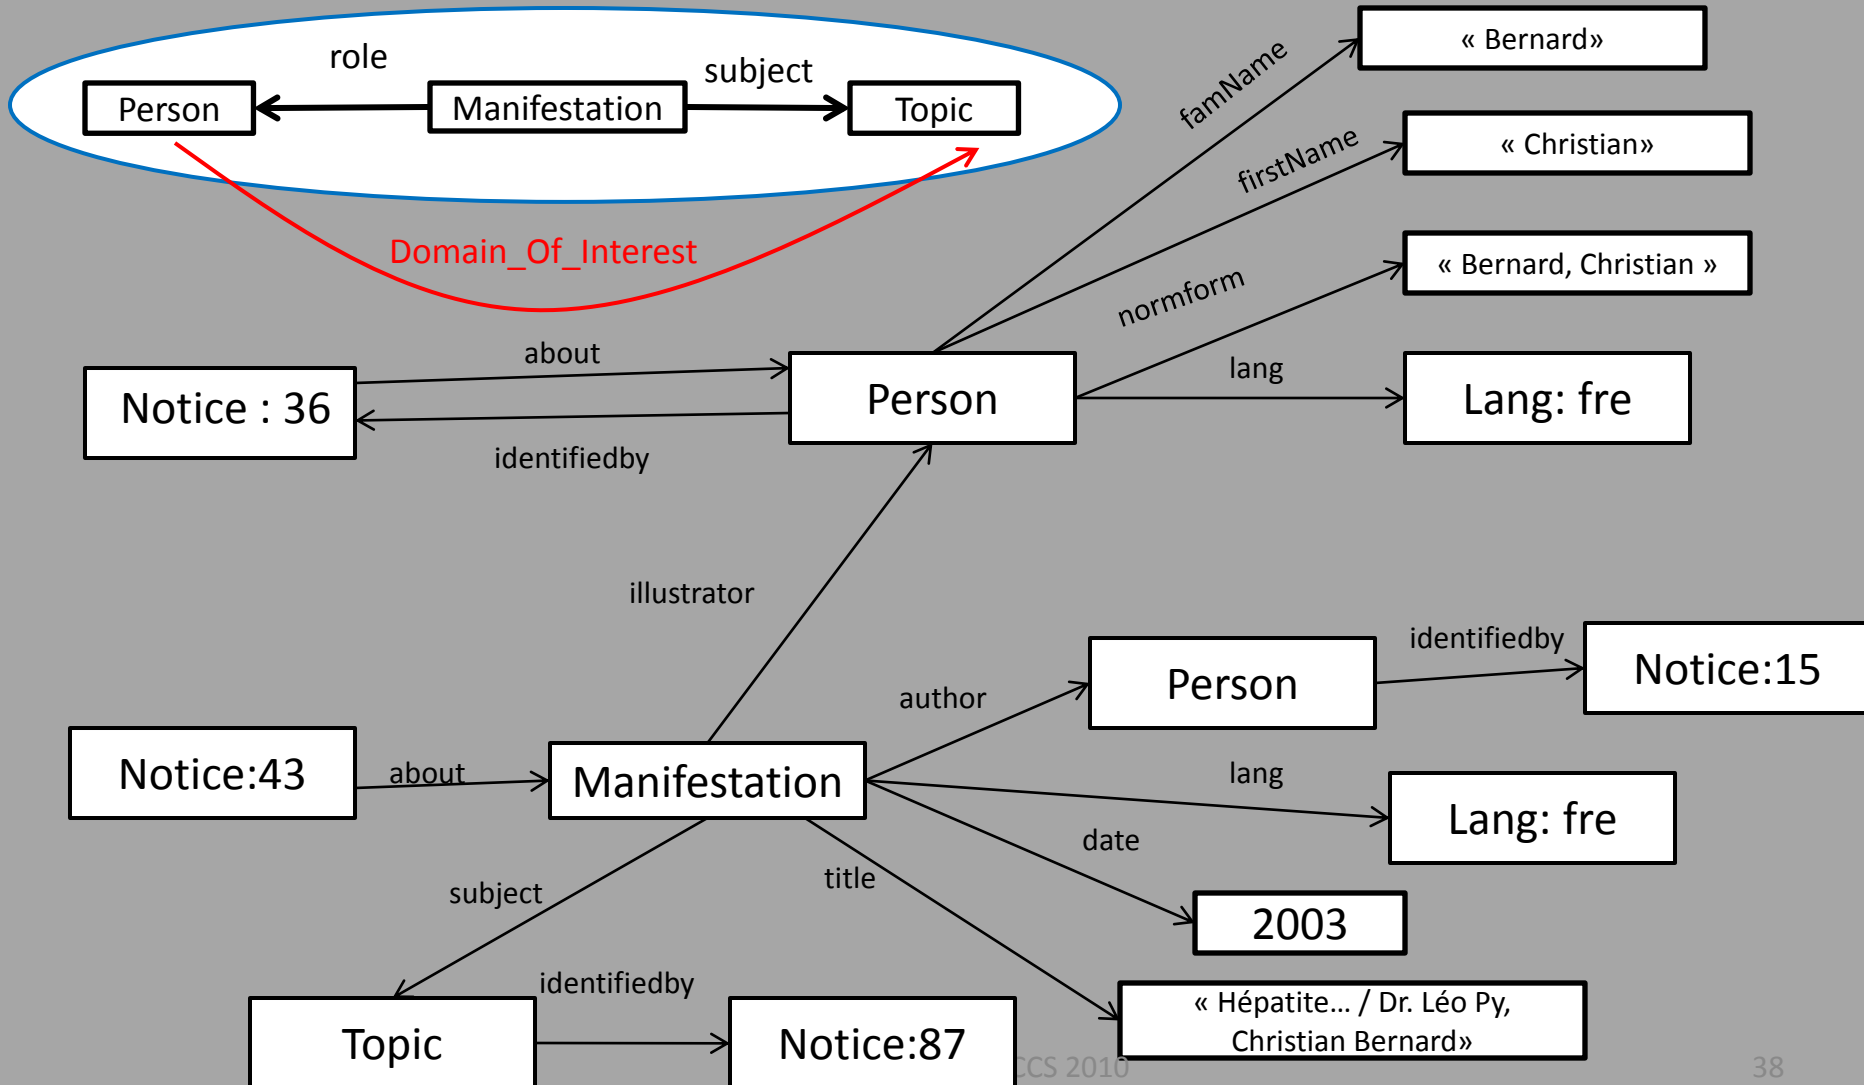 role
subject
Person
Manifestation
Topic
Domain_Of_Interest
famName
« Bernard»
firstName
« Christian»
normform
« Bernard, Christian »
about
Notice : 36
Person
lang
Lang: fre
identifiedby
illustrator
author
Person
identifiedby
Notice:15
Notice:43
about
Manifestation
lang
Lang: fre
date
2003
subject
title
« Hépatite... / Dr. Léo Py,
Christian Bernard»
identifiedby
Topic
Notice:87
CCS 2010
38